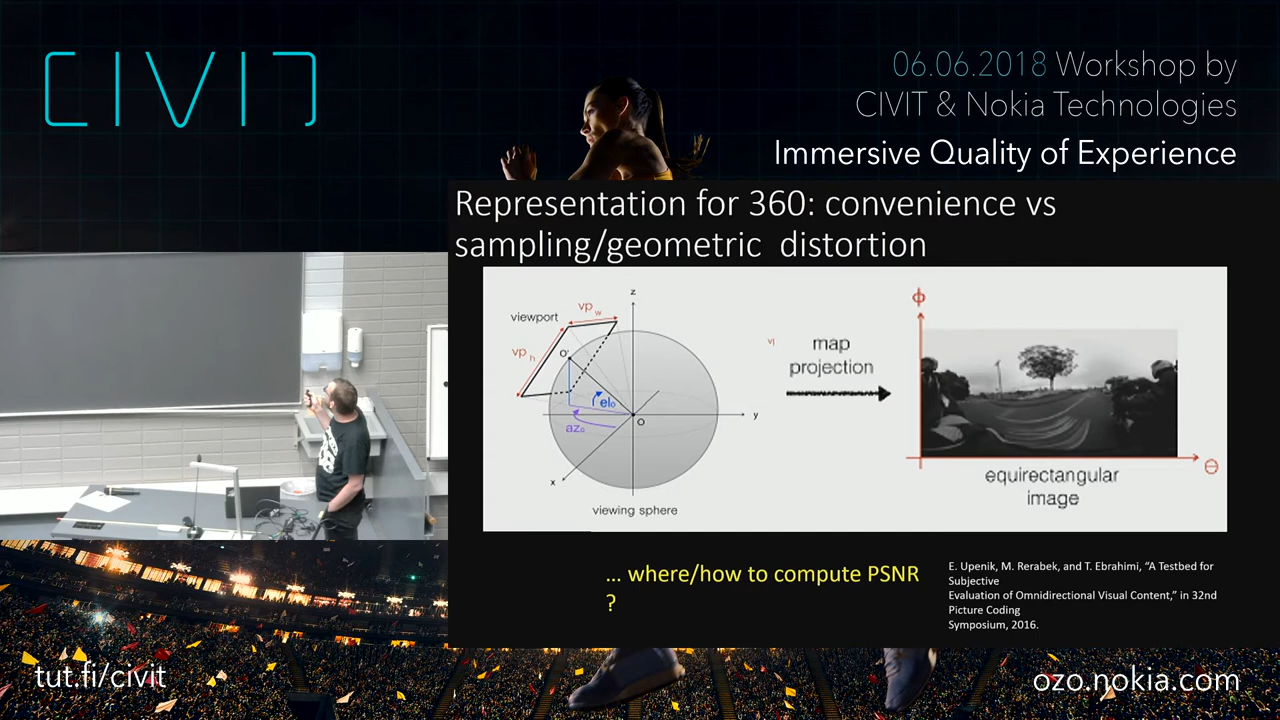 CIVIT
06.06.2018 Workshop by
CIVIT & Nokia Technologies
Immersive Quality of Experience
Representation for 360: convenience vs
sampling/geometric distortion
z
vp w
viewport
vp h
O'
el₀
az₀
O
y
x
viewing sphere
v
map
projection
ϕ
equirectangular
image
Θ
... where/how to compute PSNR
?
E. Upenik, M. Rerabek, and T. Ebrahimi, "A Testbed for
Subjective
Evaluation of Omnidirectional Visual Content," in 32nd
Picture Coding
Symposium, 2016.
tut.fi/civit
ozo.nokia.com